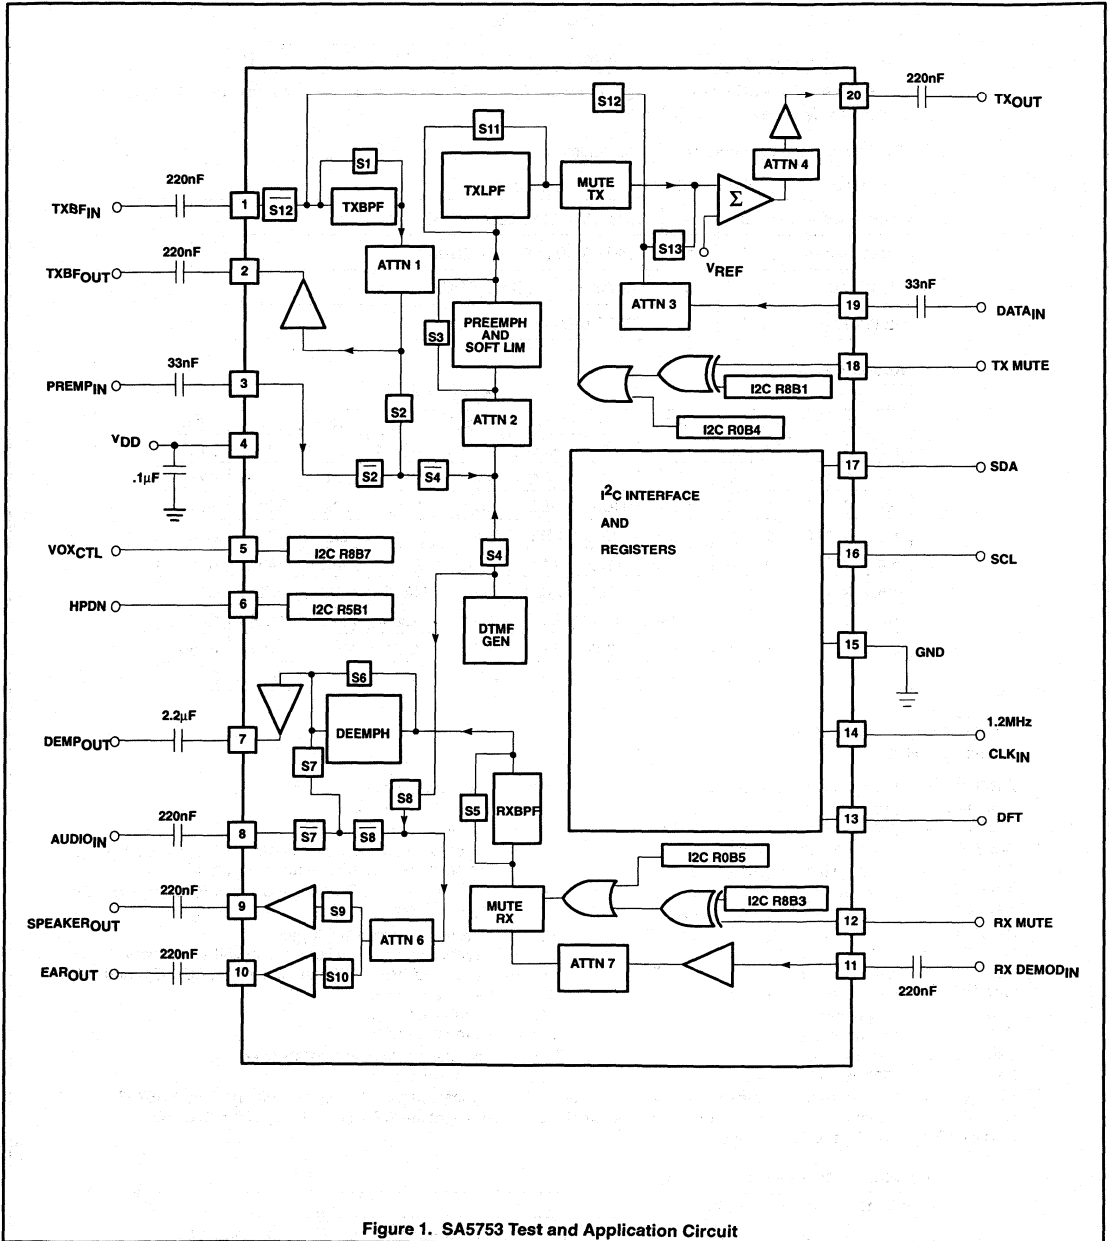 220nF
20
TXOUT
S12
S11
ATTN 4
S1
220nF
TXLPF
MUTE
TX
TXBFIN
1
S12
TXBPF
Σ
220nF
S13
VREF
TXBFOUT
2
ATTN 1
33nF
ATTN 3
19
DATAIN
PREEMPH
AND
SOFT LIM
S3
33nF
18
TX MUTE
PREMPIN
3
I2C R8B1
S2
ATTN 2
I2C R0B4
VDD
4
.1µF
S2
S4
17
SDA
I2C INTERFACE
AND
REGISTERS
VOXCTL
5
I2C R8B7
S4
16
SCL
HPDN
6
I2C R5B1
DTMF
GEN
15
GND
S6
2.2µF
DEMPOUT
7
DEEMPH
14
1.2MHz
CLKIN
S7
S8
S5
RXBPF
220nF
AUDIOIN
8
S7
S8
13
DFT
I2C R0B5
220nF
SPEAKEROUT
9
S9
MUTE
RX
I2C R8B3
12
RX MUTE
ATTN 6
220nF
EAROUT
10
S10
ATTN 7
11
220nF
RX DEMODIN
Figure 1. SA5753 Test and Application Circuit